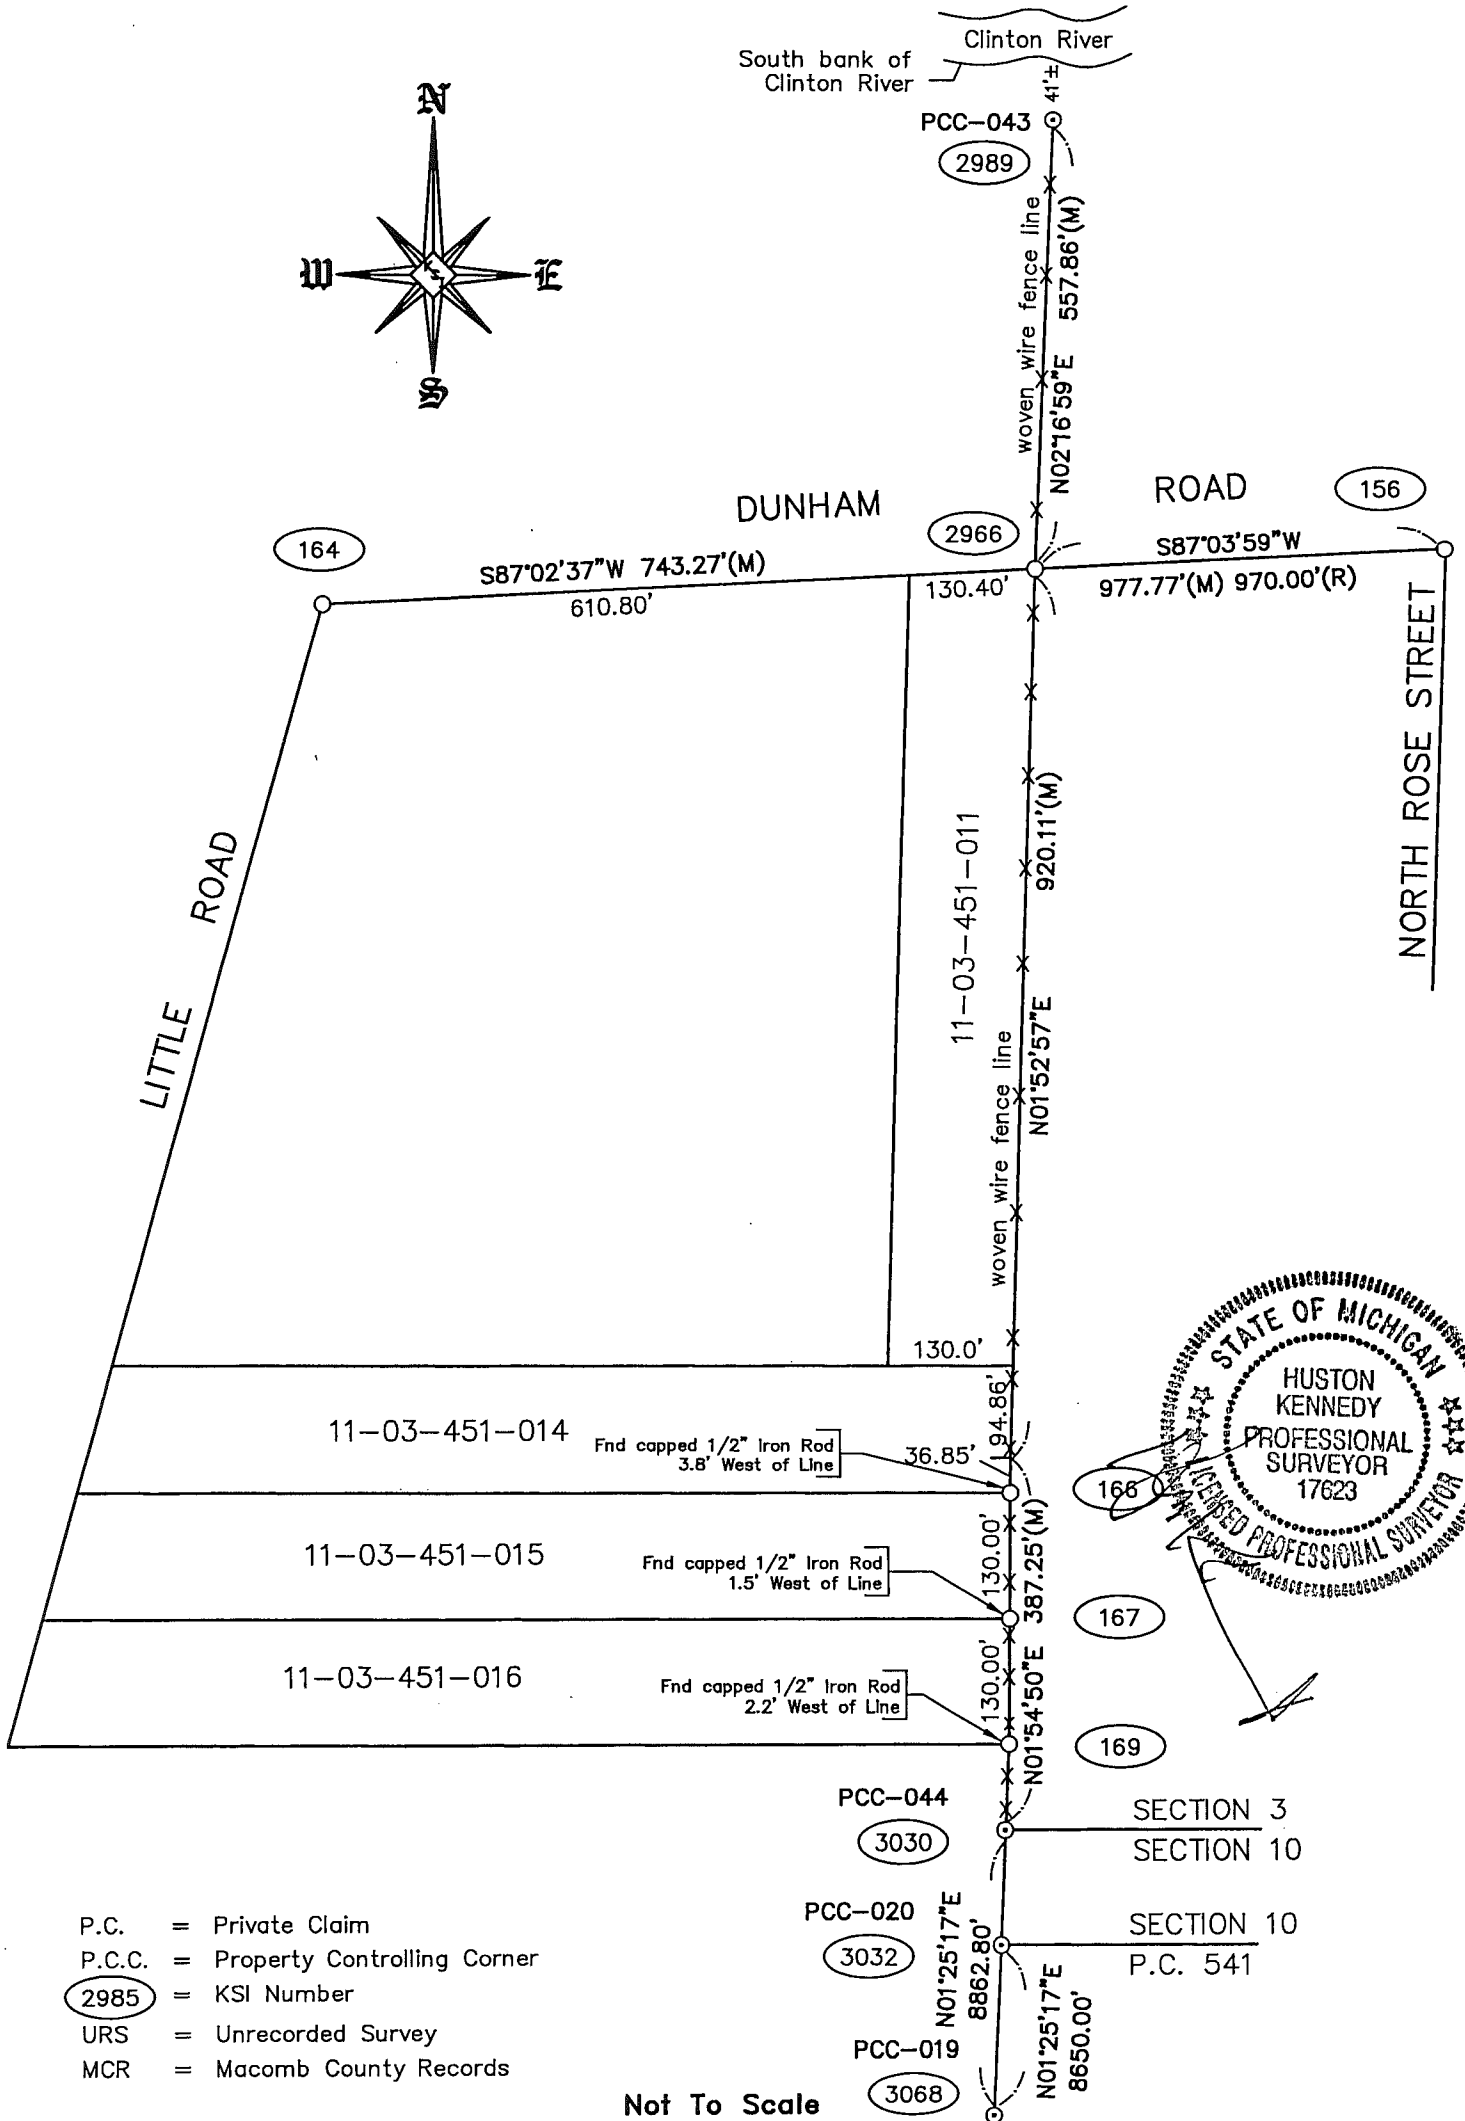 Clinton River
South bank of
Clinton River
41'±
PCC-043
2989
N
W
E
S
woven wire fence line
N02°16'59"E 557.86'(M)
DUNHAM ROAD
156
2966
164
S87°02'37"W 743.27'(M)
610.80'
130.40'
S87°03'59"W
977.77'(M) 970.00'(R)
NORTH ROSE STREET
LITTLE ROAD
11-03-451-011
woven wire fence line
N01°52'57"E 920.11'(M)
130.0'
94.86'
11-03-451-014
Fnd capped 1/2" Iron Rod
3.8' West of Line
36.85'
166
11-03-451-015
Fnd capped 1/2" Iron Rod
1.5' West of Line
130.00'
167
11-03-451-016
Fnd capped 1/2" Iron Rod
2.2' West of Line
130.00'
N01°54'50"E 387.25'(M)
169
STATE OF MICHIGAN
HUSTON
KENNEDY
PROFESSIONAL
SURVEYOR
17623
LICENSED PROFESSIONAL SURVEYOR
PCC-044
3030
SECTION 3
SECTION 10
PCC-020
3032
SECTION 10
P.C. 541
N01°25'17"E
8862.80'
N01°25'17"E
8650.00'
PCC-019
3068
P.C. = Private Claim
P.C.C. = Property Controlling Corner
2985 = KSI Number
URS = Unrecorded Survey
MCR = Macomb County Records
Not To Scale